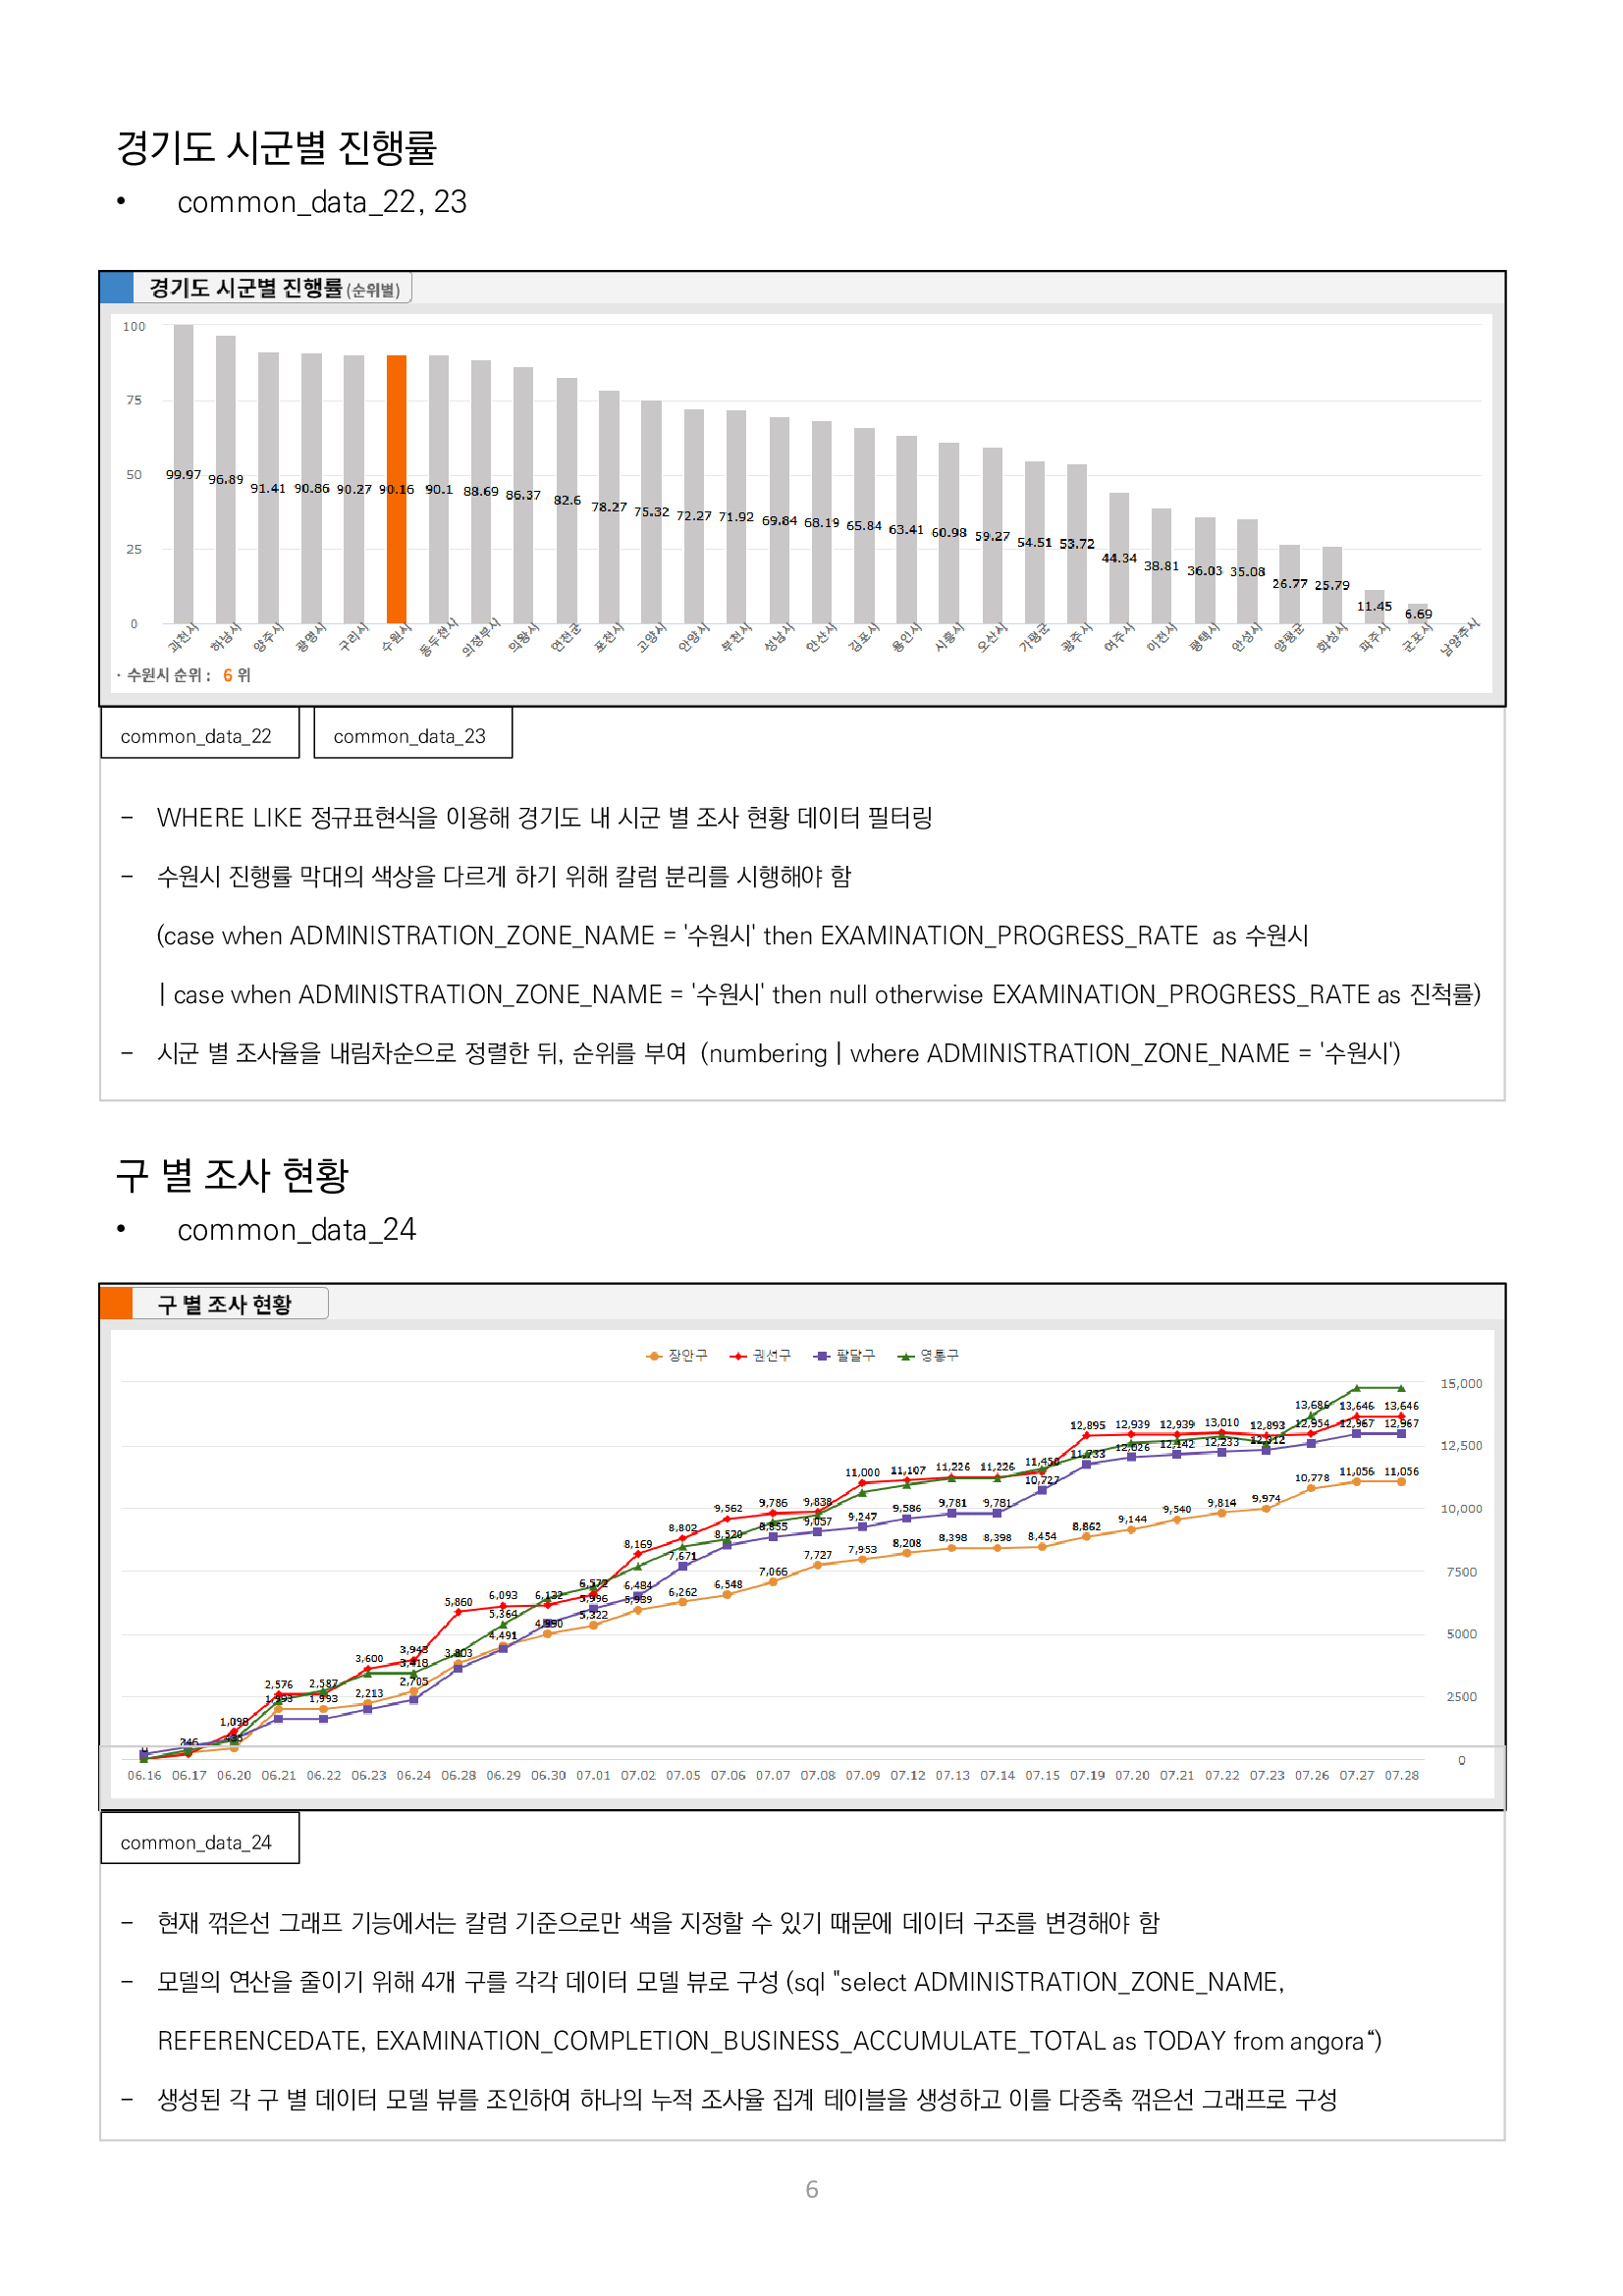 경기도 시군별 진행률
• common_data_22, 23
경기도 시군별 진행률 (순위별)
100
75
50
25
0
99.97 96.89 91.41 90.86 90.27 90.16 90.1 88.69 86.37 82.6 78.27 75.32 72.27 71.92 69.84 68.19 65.84 63.41 60.98 59.27 54.51 53.72 44.34 38.81 36.03 35.08 26.77 25.79 11.45 6.69
과천시 하남시 양주시 광명시 구리시 수원시 동두천시 의정부시 의왕시 연천군 포천시 고양시 안양시 부천시 성남시 안산시 김포시 용인시 시흥시 오산시 가평군 광주시 여주시 이천시 평택시 안성시 양평군 화성시 파주시 군포시 남양주시
· 수원시 순위 : 6 위
common_data_22 common_data_23
– WHERE LIKE 정규표현식을 이용해 경기도 내 시군 별 조사 현황 데이터 필터링
– 수원시 진행률 막대의 색상을 다르게 하기 위해 칼럼 분리를 시행해야 함
(case when ADMINISTRATION_ZONE_NAME = '수원시' then EXAMINATION_PROGRESS_RATE as 수원시
| case when ADMINISTRATION_ZONE_NAME = '수원시' then null otherwise EXAMINATION_PROGRESS_RATE as 진척률)
– 시군 별 조사율을 내림차순으로 정렬한 뒤, 순위를 부여 (numbering | where ADMINISTRATION_ZONE_NAME = '수원시')
구 별 조사 현황
• common_data_24
구 별 조사 현황
장안구 권선구 팔달구 영통구
15,000
12,500
10,000
7500
5000
2500
0
13,686 13,646 13,646
12,895 12,939 12,939 13,010 12,893 12,954 12,967 12,967
11,733 12,026 12,142 12,233 12,312
11,000 11,107 11,226 11,226 11,450
10,727 10,778 11,056 11,056
9,562 9,786 9,838 9,247 9,586 9,781 9,781 9,540 9,814 9,974
8,169 8,802 8,520 8,855 9,057 8,862 9,144
7,671 7,727 7,953 8,208 8,398 8,398 8,454
5,860 6,093 6,132 6,572 6,484 6,262 6,548 7,066
5,364 5,996 5,939
4,491 4,990 5,322
3,600 3,943 3,803
3,418
2,576 2,587 2,213 2,705
1,993 1,993
1,098
246 435
06.16 06.17 06.20 06.21 06.22 06.23 06.24 06.28 06.29 06.30 07.01 07.02 07.05 07.06 07.07 07.08 07.09 07.12 07.13 07.14 07.15 07.19 07.20 07.21 07.22 07.23 07.26 07.27 07.28
common_data_24
– 현재 꺾은선 그래프 기능에서는 칼럼 기준으로만 색을 지정할 수 있기 때문에 데이터 구조를 변경해야 함
– 모델의 연산을 줄이기 위해 4개 구를 각각 데이터 모델 뷰로 구성 (sql "select ADMINISTRATION_ZONE_NAME,
REFERENCEDATE, EXAMINATION_COMPLETION_BUSINESS_ACCUMULATE_TOTAL as TODAY from angora“)
– 생성된 각 구 별 데이터 모델 뷰를 조인하여 하나의 누적 조사율 집계 테이블을 생성하고 이를 다중축 꺾은선 그래프로 구성
6